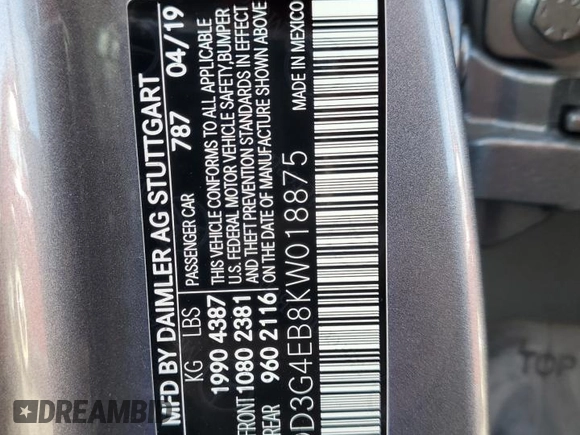 MFD BY DAIMLER AG STUTTGART
787 04/19
KG LBS PASSENGER CAR
1990 4387
FRONT 1080 2381
REAR 960 2116
THIS VEHICLE CONFORMS TO ALL APPLICABLE
U.S. FEDERAL MOTOR VEHICLE SAFETY, BUMPER
AND THEFT PREVENTION STANDARDS IN EFFECT
ON THE DATE OF MANUFACTURE SHOWN ABOVE
D3G4EB8KW018875
MADE IN MEXICO
TOP
DREAMBID